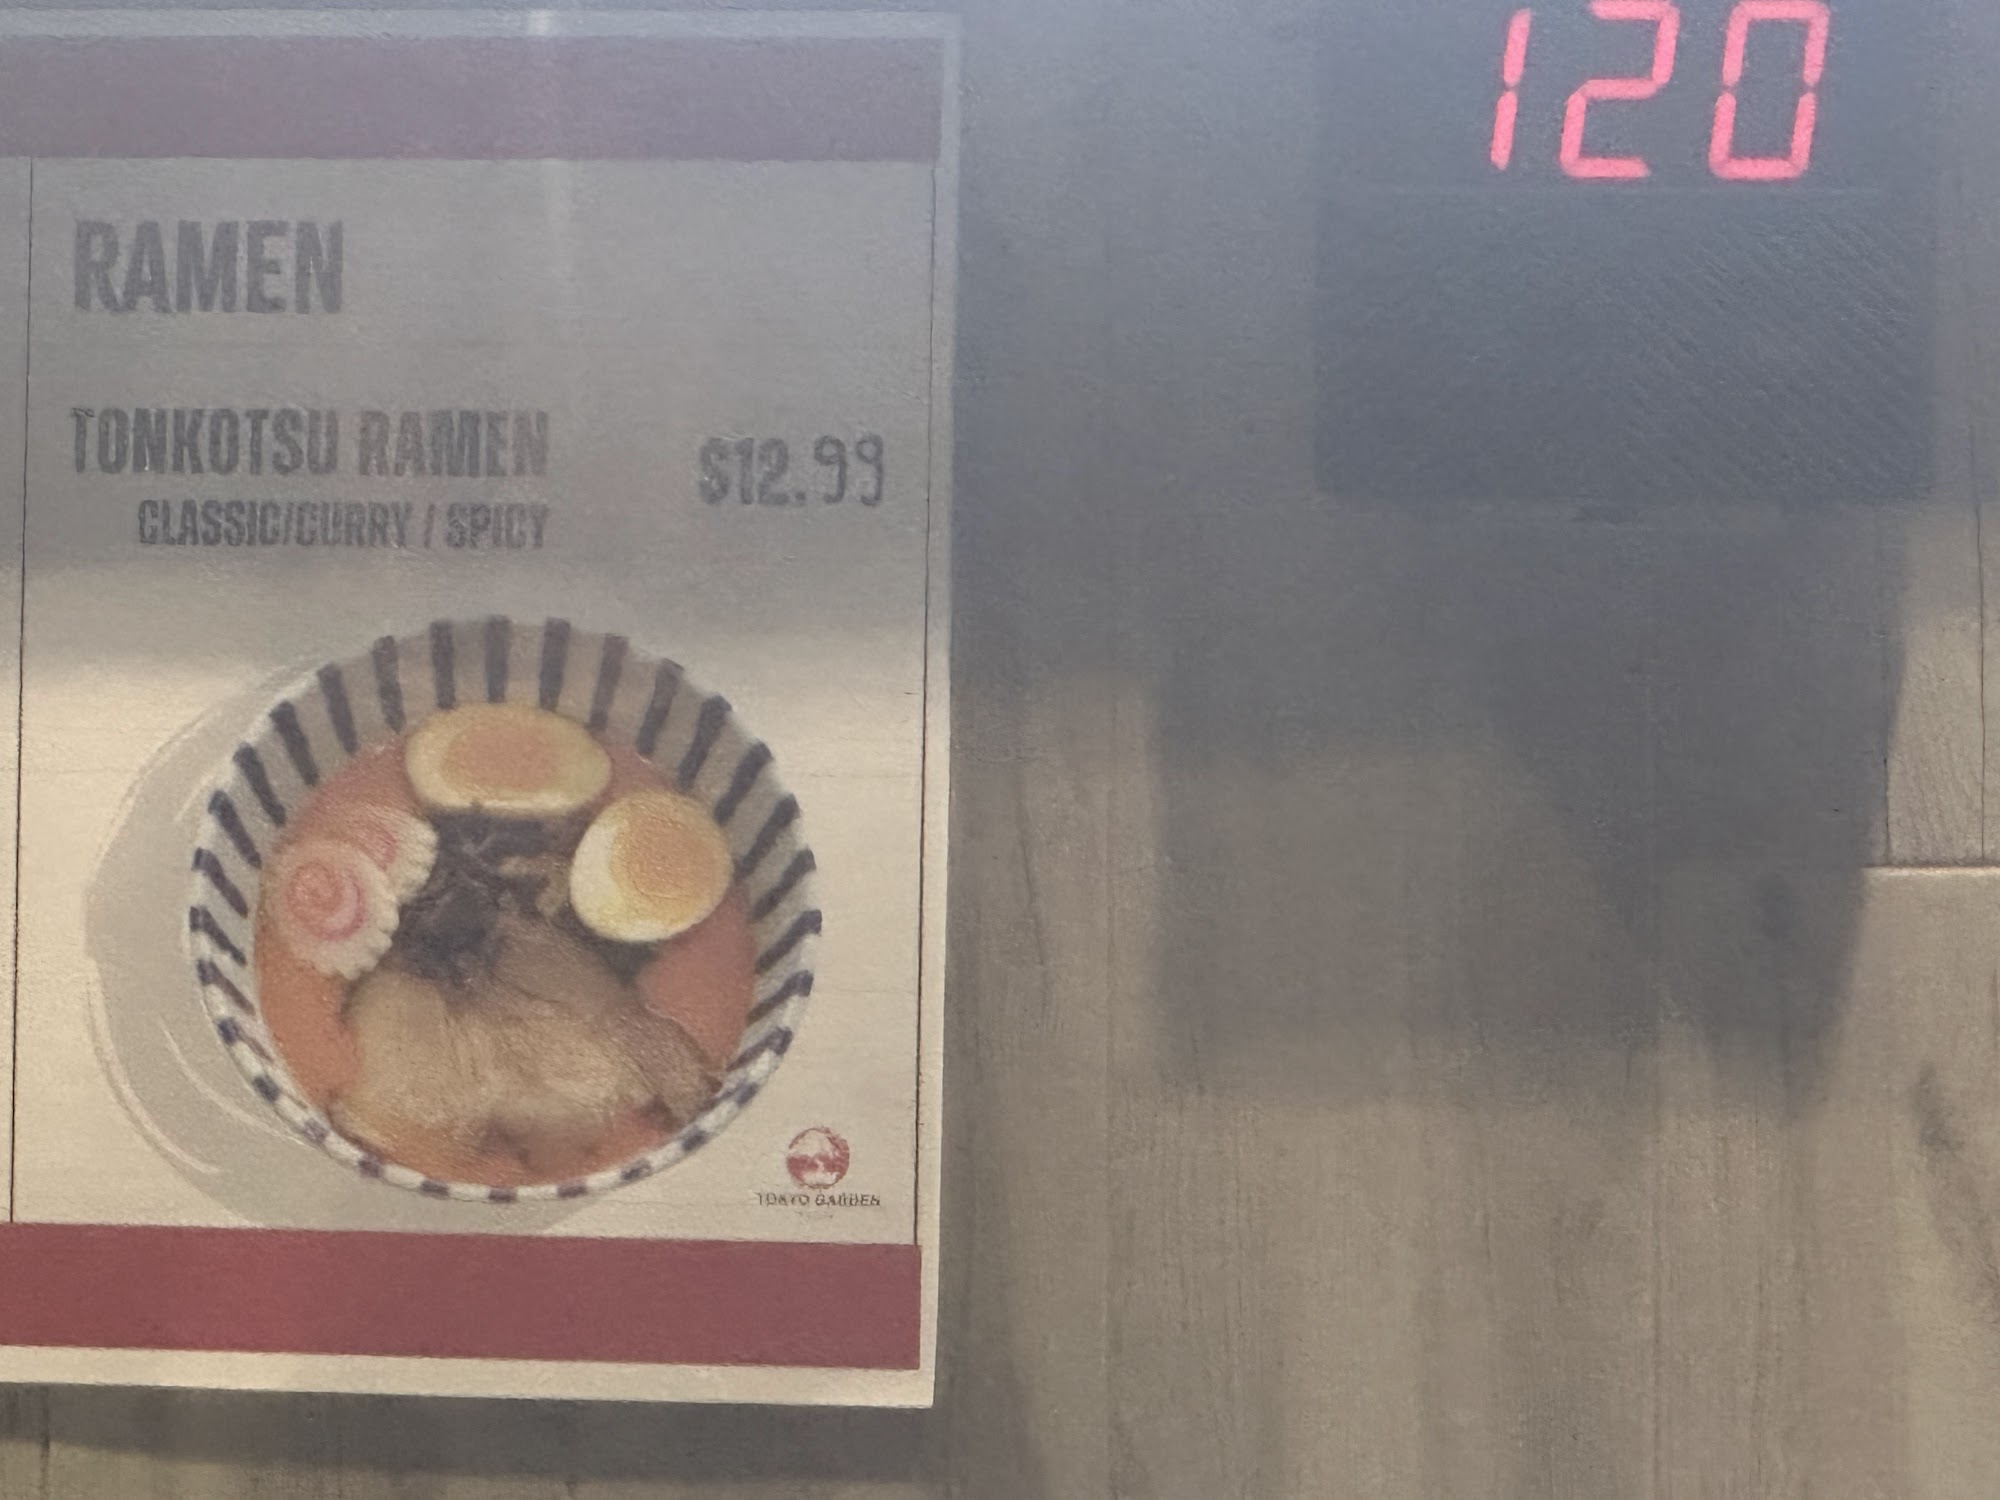 120
RAMEN
TONKOTSU RAMEN $12.99
CLASSIC/CURRY / SPICY
TOKYO GARDEN